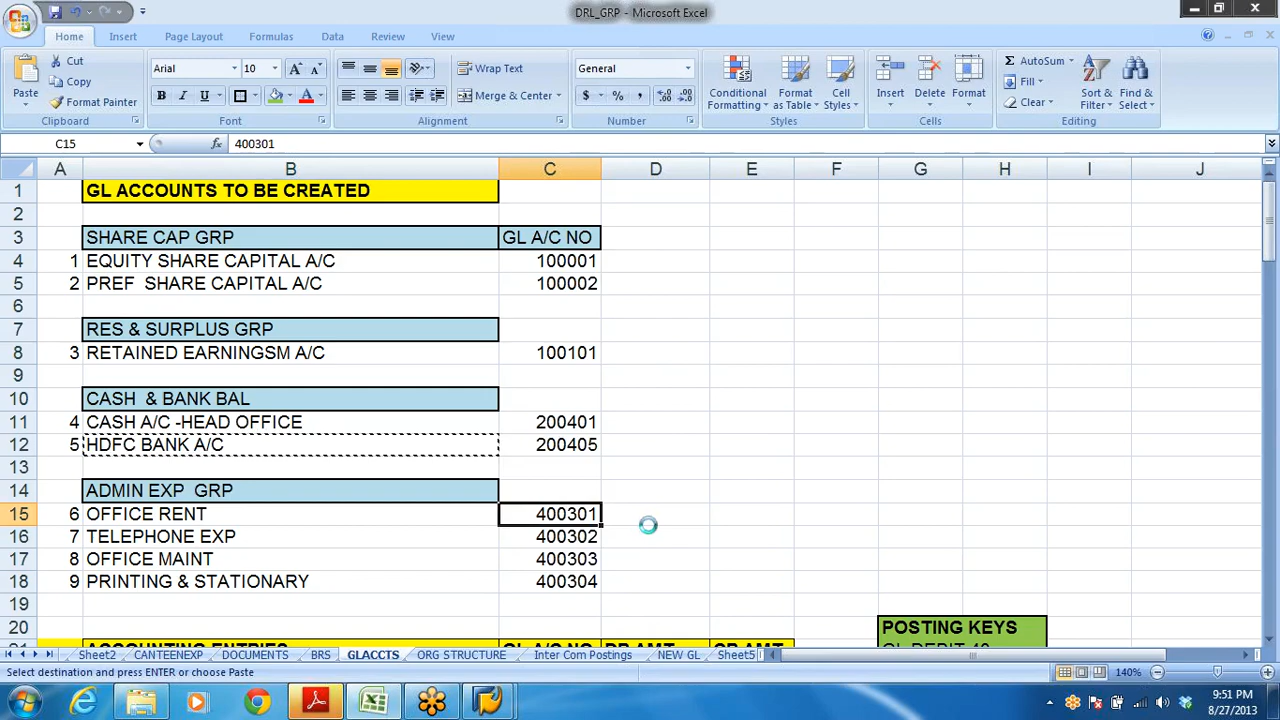 DRL_GRP - Microsoft Excel
Home Insert Page Layout Formulas Data Review View
Paste
Cut
Copy
Format Painter
Clipboard
Arial 10
B I U
Font
Wrap Text
Merge & Center
Alignment
General
$ % ,
Number
Conditional Formatting
Format as Table
Cell Styles
Styles
Insert Delete Format
Cells
AutoSum
Fill
Clear
Sort & Filter
Find & Select
Editing
C15 fx 400301
A B C D E F G H I J
1 GL ACCOUNTS TO BE CREATED
2
3 SHARE CAP GRP GL A/C NO
4 1 EQUITY SHARE CAPITAL A/C 100001
5 2 PREF SHARE CAPITAL A/C 100002
6
7 RES & SURPLUS GRP
8 3 RETAINED EARNINGSM A/C 100101
9
10 CASH & BANK BAL
11 4 CASH A/C -HEAD OFFICE 200401
12 5 HDFC BANK A/C 200405
13
14 ADMIN EXP GRP
15 6 OFFICE RENT 400301
16 7 TELEPHONE EXP 400302
17 8 OFFICE MAINT 400303
18 9 PRINTING & STATIONARY 400304
19
20 POSTING KEYS
21 ACCOUNTING ENTRIES GL A/C NO DR AMT CR AMT GL DEBIT 40
Sheet2 CANTEENEXP DOCUMENTS BRS GLACCTS ORG STRUCTURE Inter Com Postings NEW GL Sheet5
Select destination and press ENTER or choose Paste 140%
9:51 PM
8/27/2013